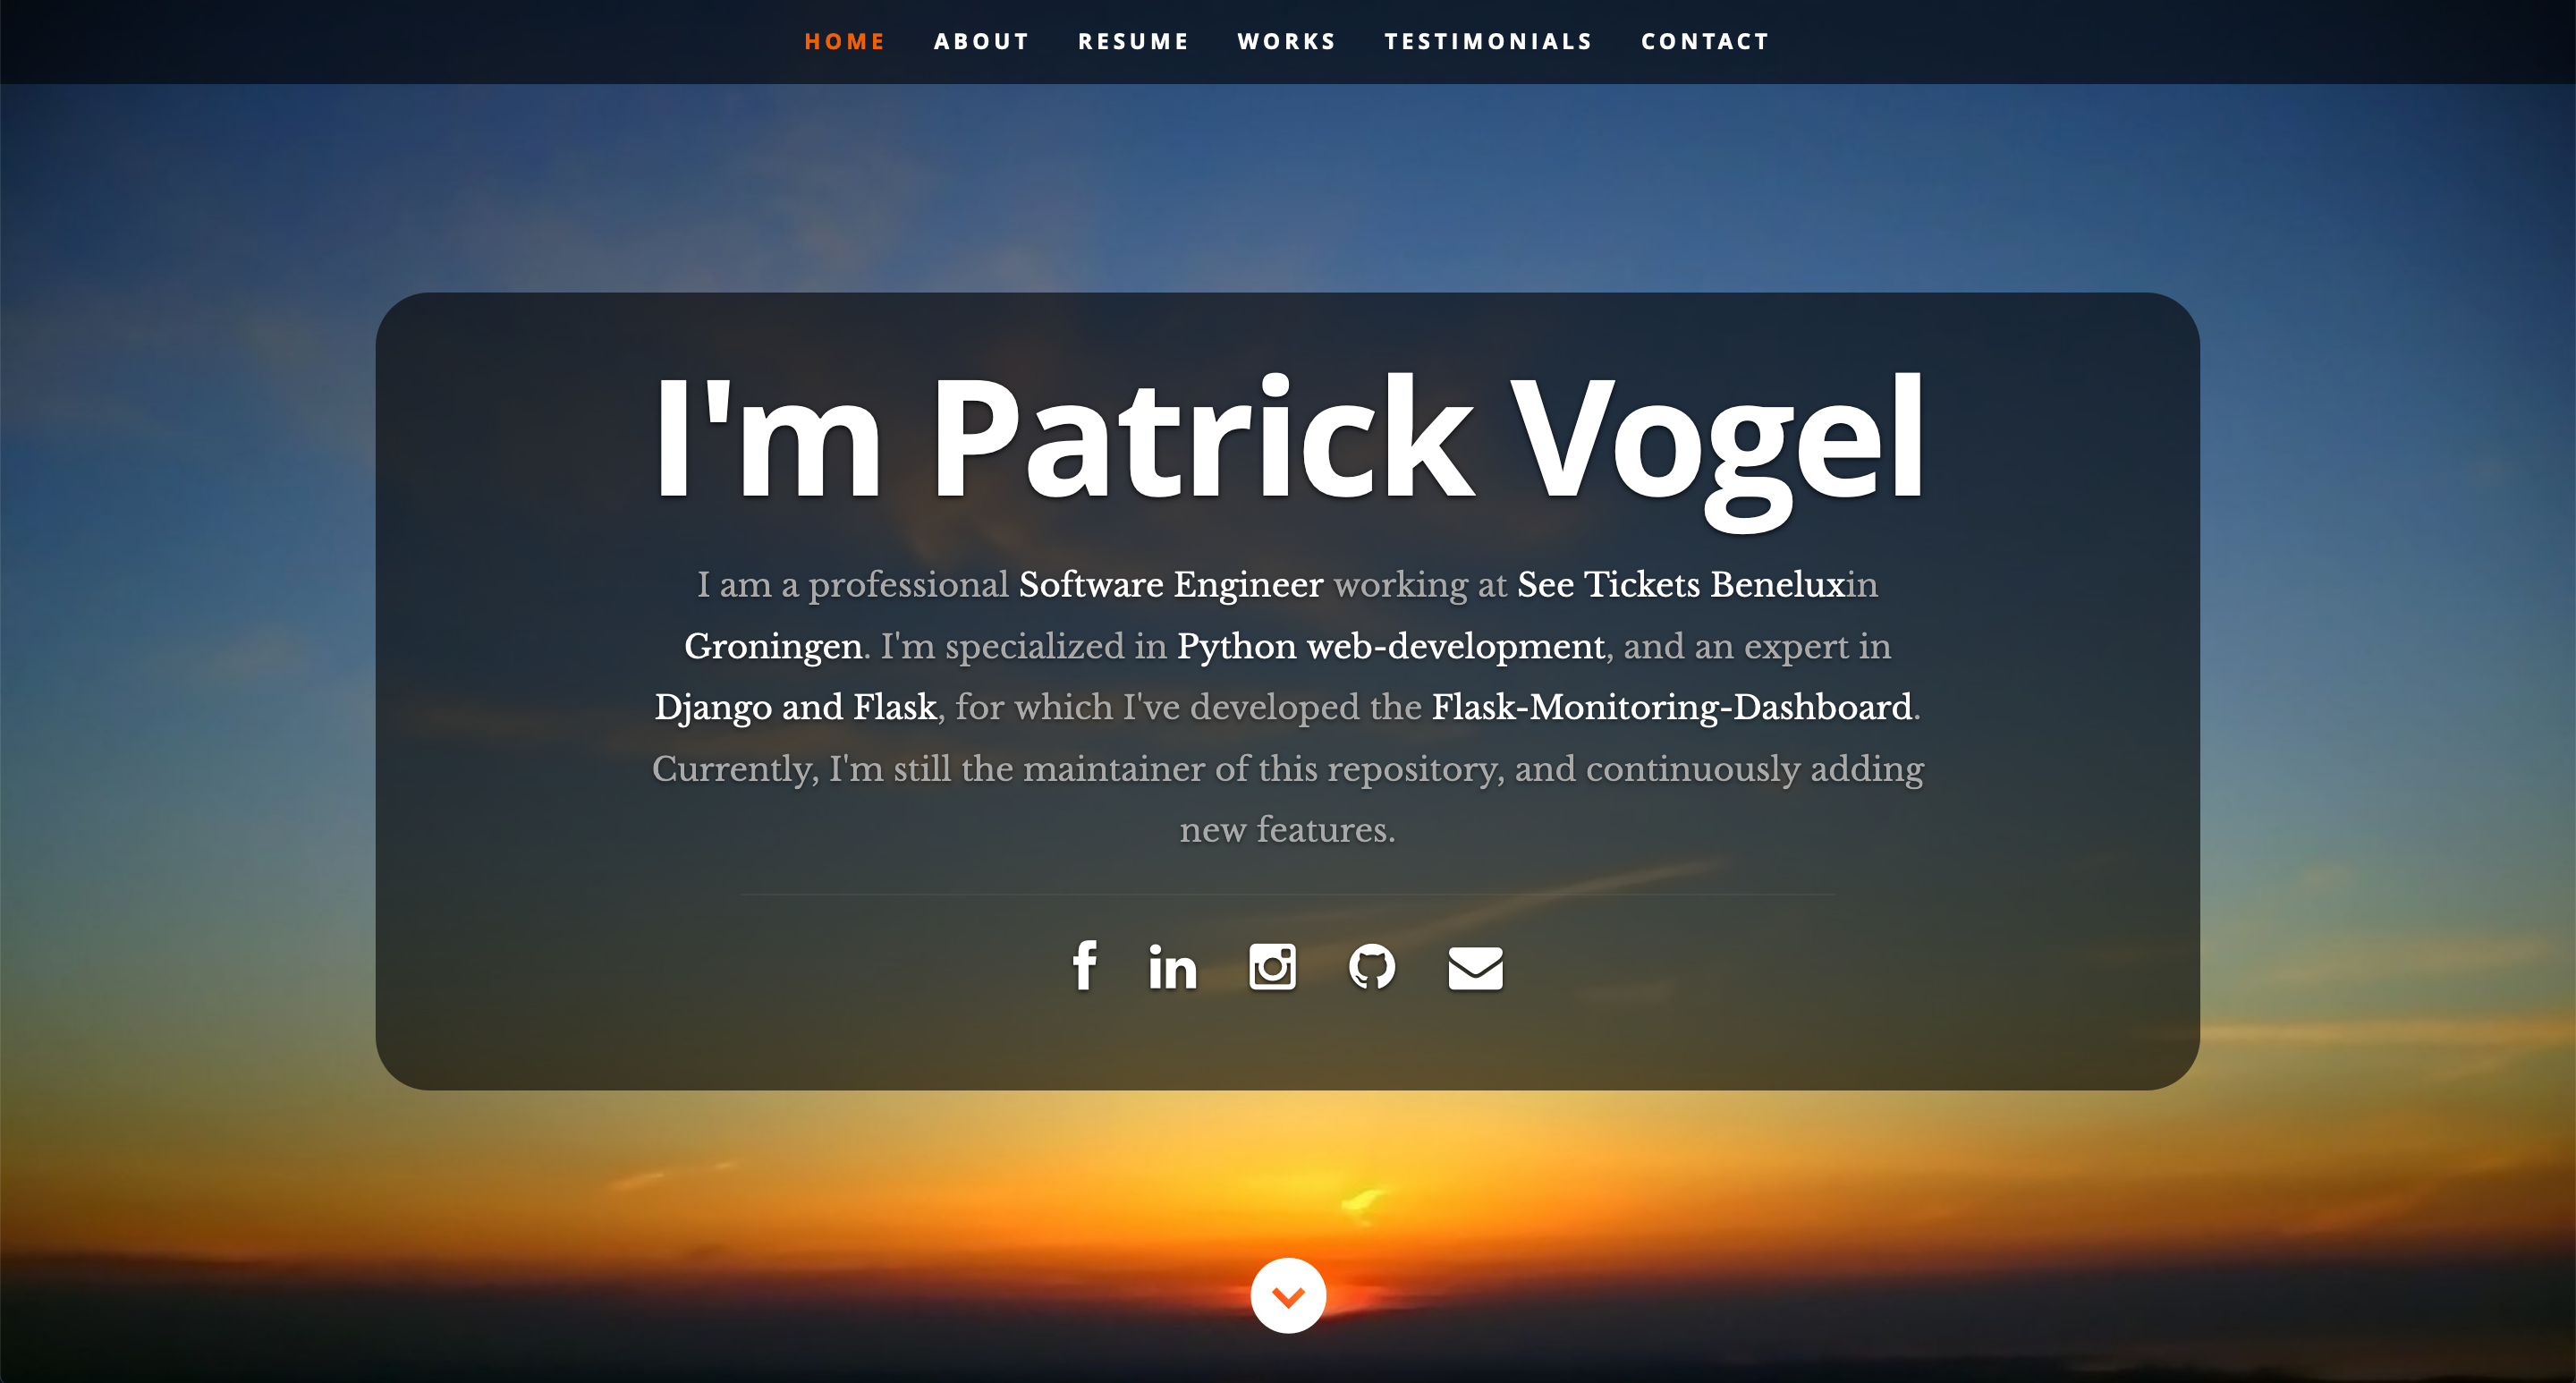 HOME ABOUT RESUME WORKS TESTIMONIALS CONTACT
I'm Patrick Vogel
I am a professional Software Engineer working at See Tickets Beneluxin
Groningen. I'm specialized in Python web-development, and an expert in
Django and Flask, for which I've developed the Flask-Monitoring-Dashboard.
Currently, I'm still the maintainer of this repository, and continuously adding
new features.